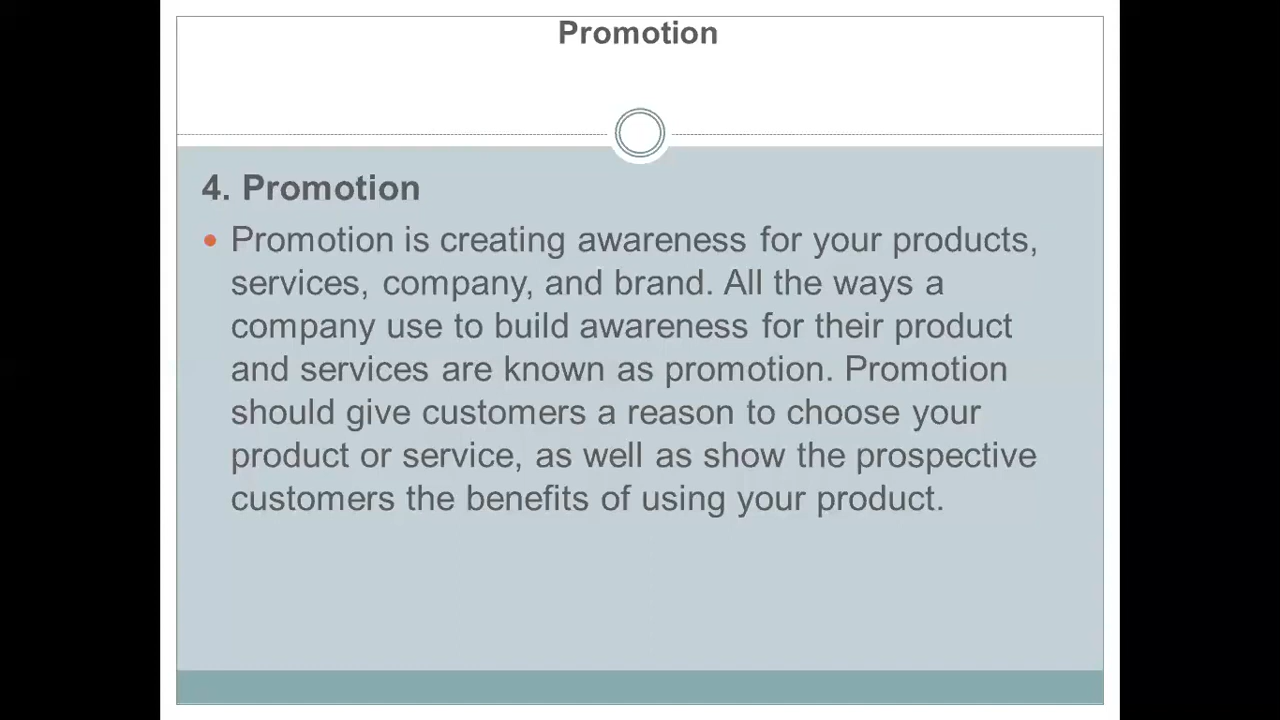 Promotion
4. Promotion
Promotion is creating awareness for your products,
services, company, and brand. All the ways a
company use to build awareness for their product
and services are known as promotion. Promotion
should give customers a reason to choose your
product or service, as well as show the prospective
customers the benefits of using your product.